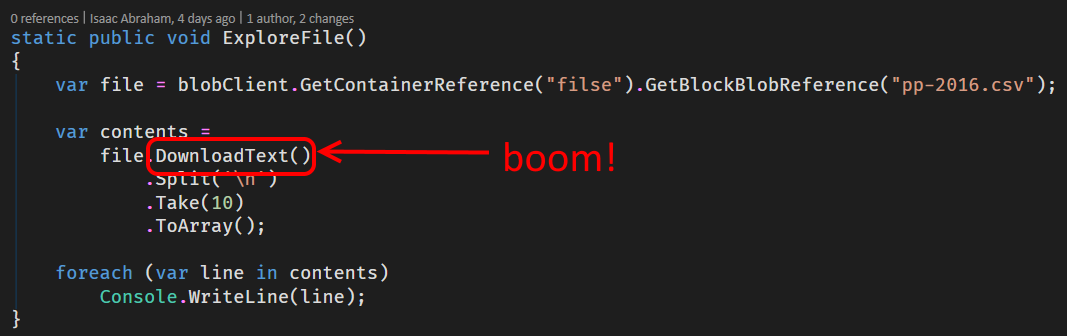 0 references | Isaac Abraham, 4 days ago | 1 author, 2 changes
static public void ExploreFile()
{
    var file = blobClient.GetContainerReference("filse").GetBlockBlobReference("pp-2016.csv");
    var contents =
        file.DownloadText()
            .Split('\n')
            .Take(10)
            .ToArray();
    foreach (var line in contents)
        Console.WriteLine(line);
}
boom!